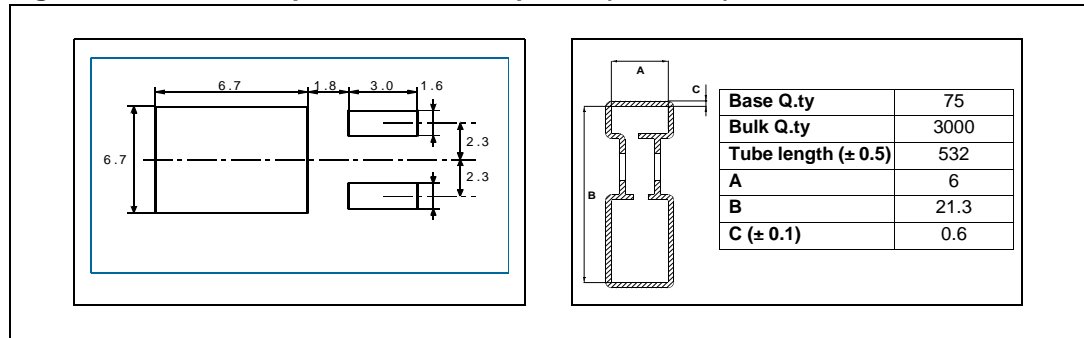 6.7
1.8
3.0
1.6
6.7
2.3
2.3
A
C
B
Base Q.ty 75
Bulk Q.ty 3000
Tube length (± 0.5) 532
A 6
B 21.3
C (± 0.1) 0.6